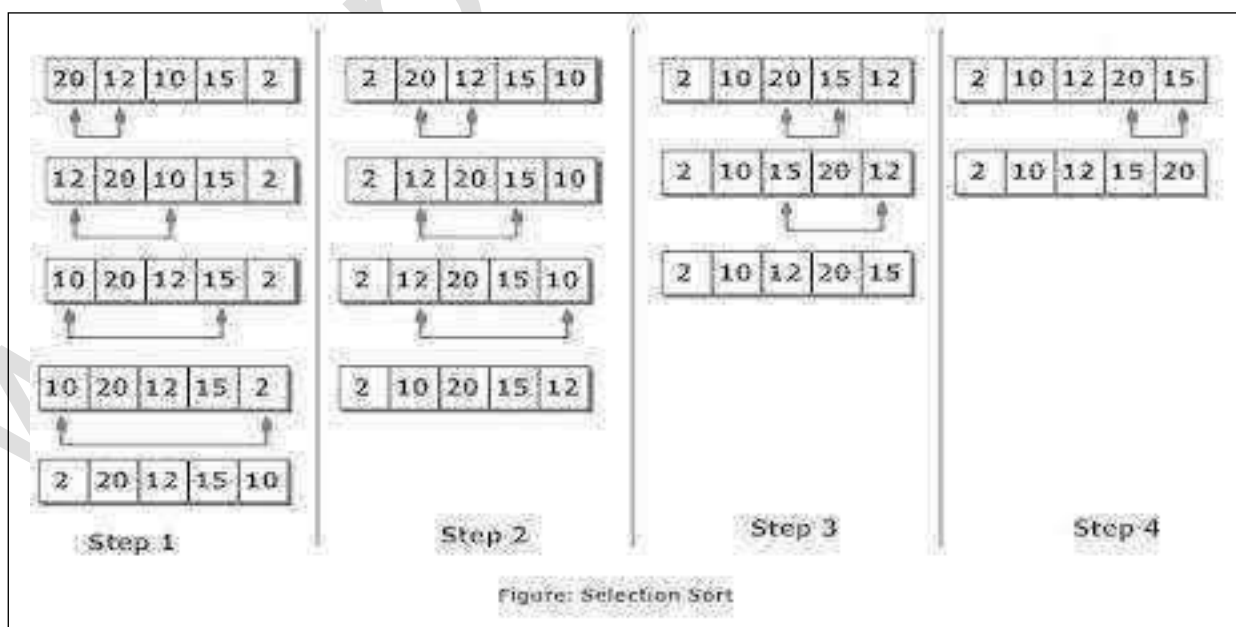 20 12 10 15 2
12 20 10 15 2
10 20 12 15 2
10 20 12 15 2
2 20 12 15 10
Step 1
2 20 12 15 10
2 12 20 15 10
2 12 20 15 10
2 10 20 15 12
Step 2
2 10 20 15 12
2 10 15 20 12
2 10 12 20 15
Step 3
2 10 12 20 15
2 10 12 15 20
Step 4
Figure: Selection Sort